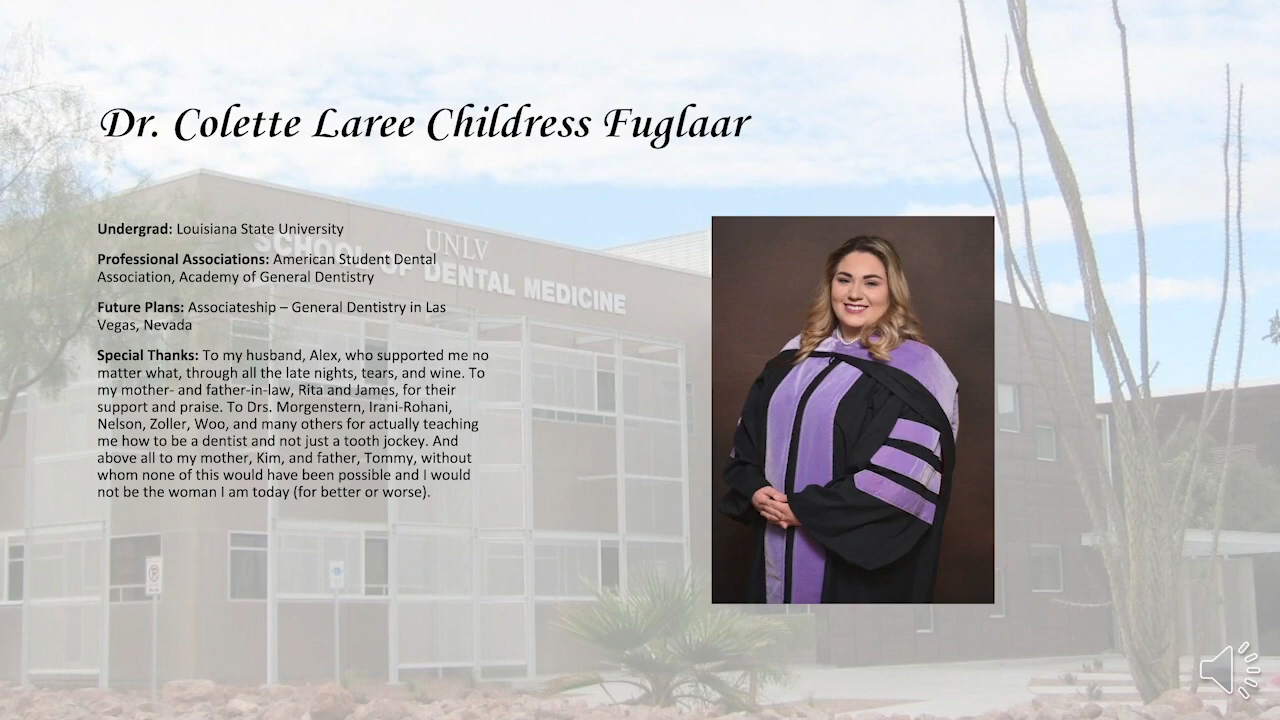 Dr. Colette Laree Childress Fuglaar
Undergrad: Louisiana State University
UNLV
SCHOOL OF DENTAL MEDICINE
Professional Associations: American Student Dental
Association, Academy of General Dentistry
Future Plans: Associateship – General Dentistry in Las
Vegas, Nevada
Special Thanks: To my husband, Alex, who supported me no
matter what, through all the late nights, tears, and wine. To
my mother- and father-in-law, Rita and James, for their
support and praise. To Drs. Morgenstern, Irani-Rohani,
Nelson, Zoller, Woo, and many others for actually teaching
me how to be a dentist and not just a tooth jockey. And
above all to my mother, Kim, and father, Tommy, without
whom none of this would have been possible and I would
not be the woman I am today (for better or worse).